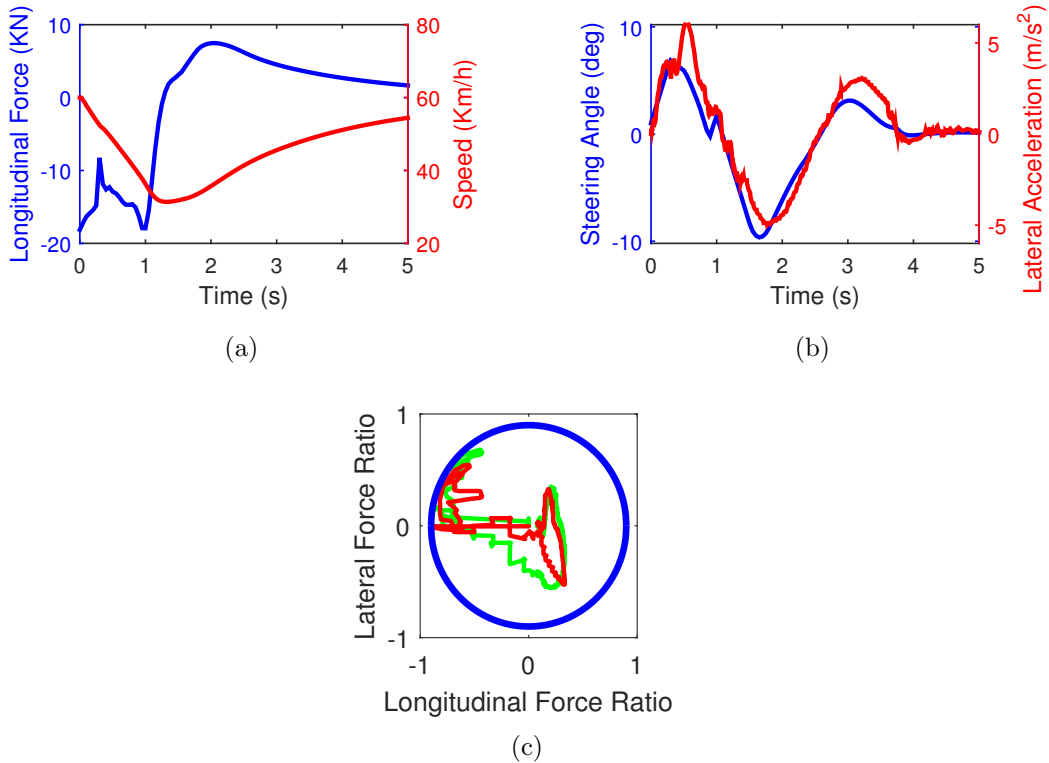 10
0
-10
-20
Longitudinal Force (KN)
80
60
40
20
Speed (Km/h)
0 1 2 3 4 5
Time (s)
(a)
10
0
-10
Steering Angle (deg)
5
0
-5
Lateral Acceleration (m/s²)
0 1 2 3 4 5
Time (s)
(b)
1
0
-1
Lateral Force Ratio
-1 0 1
Longitudinal Force Ratio
(c)